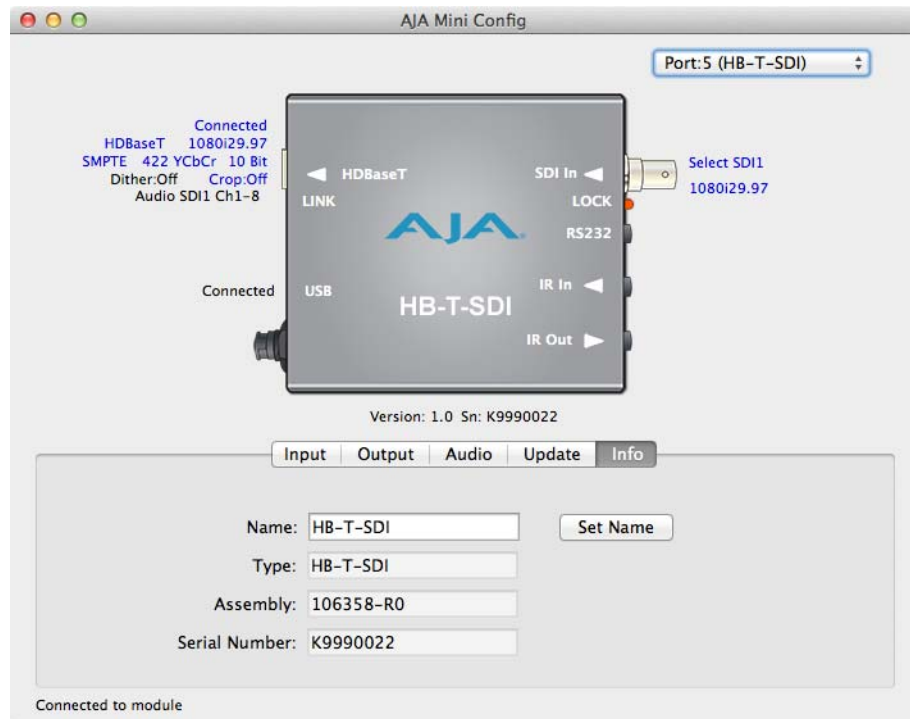 AJA Mini Config
Port:5 (HB-T-SDI)
Connected
HDBaseT 1080i29.97
SMPTE 422 YCbCr 10 Bit
Dither:Off Crop:Off
Audio SDI1 Ch1-8
HDBaseT
LINK
SDI In
LOCK
Select SDI1
1080i29.97
AJA
RS232
Connected
USB
IR In
HB-T-SDI
IR Out
Version: 1.0 Sn: K9990022
Input Output Audio Update Info
Name: HB-T-SDI Set Name
Type: HB-T-SDI
Assembly: 106358-R0
Serial Number: K9990022
Connected to module